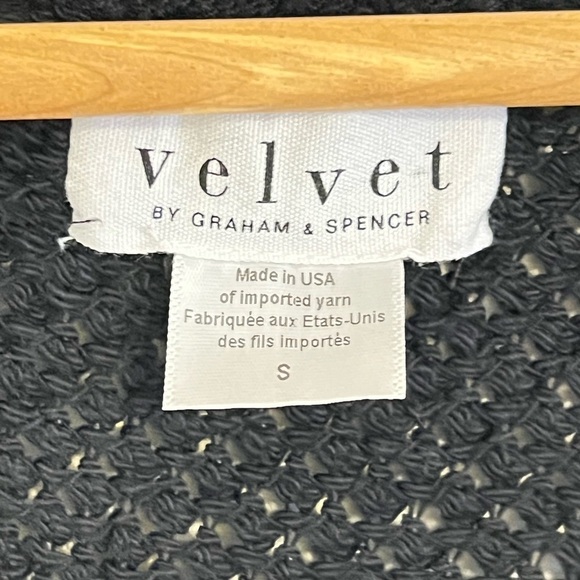 velvet
BY GRAHAM & SPENCER
Made in USA
of imported yarn
Fabriquée aux Etats-Unis
des fils importés
S